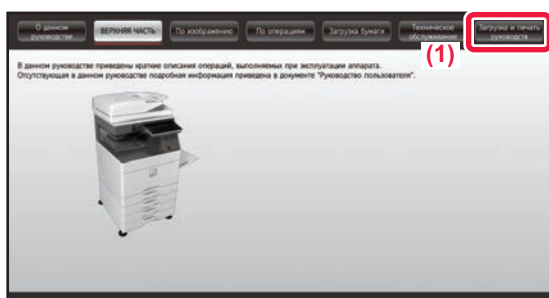 О данном
руководстве
ВЕРХНЯЯ ЧАСТЬ
По изображению
По операциям
Загрузка бумаги
Техническое
обслуживание
Загрузка и печать
руководств
(1)
В данном руководстве приведены краткие описания операций, выполняемых при эксплуатации аппарата.
Отсутствующая в данном руководстве подробная информация приведена в документе "Руководство пользователя".